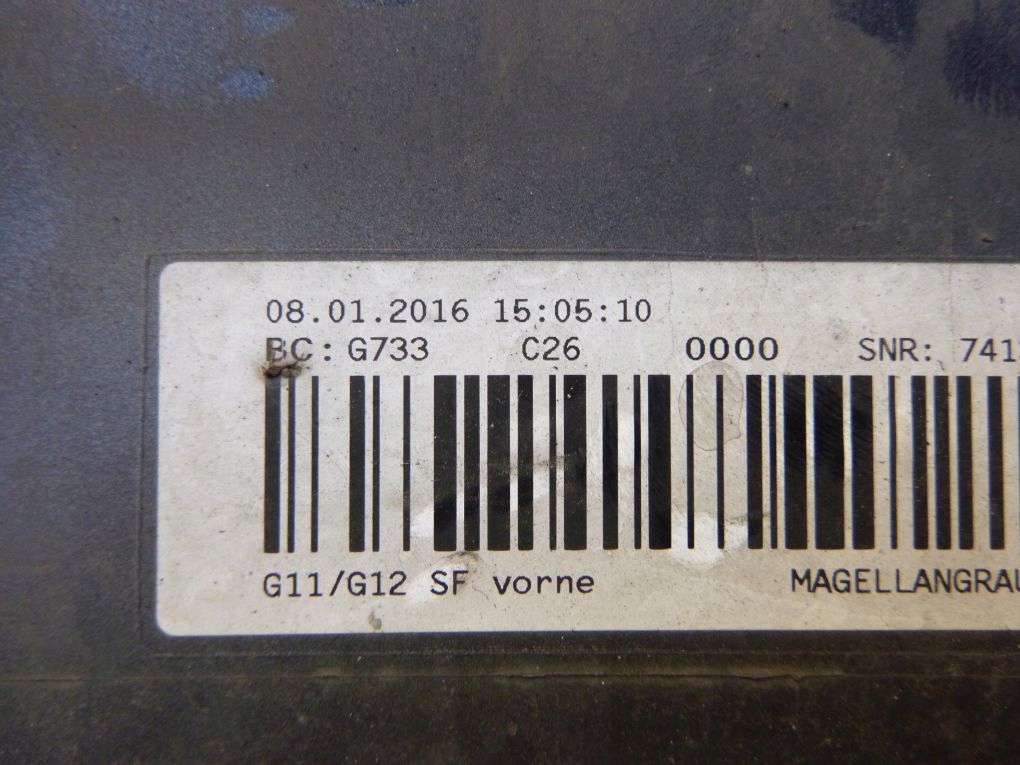 08.01.2016 15:05:10
BC: G733 C26 0000 SNR: 741
G11/G12 SF vorne MAGELLANGRAU